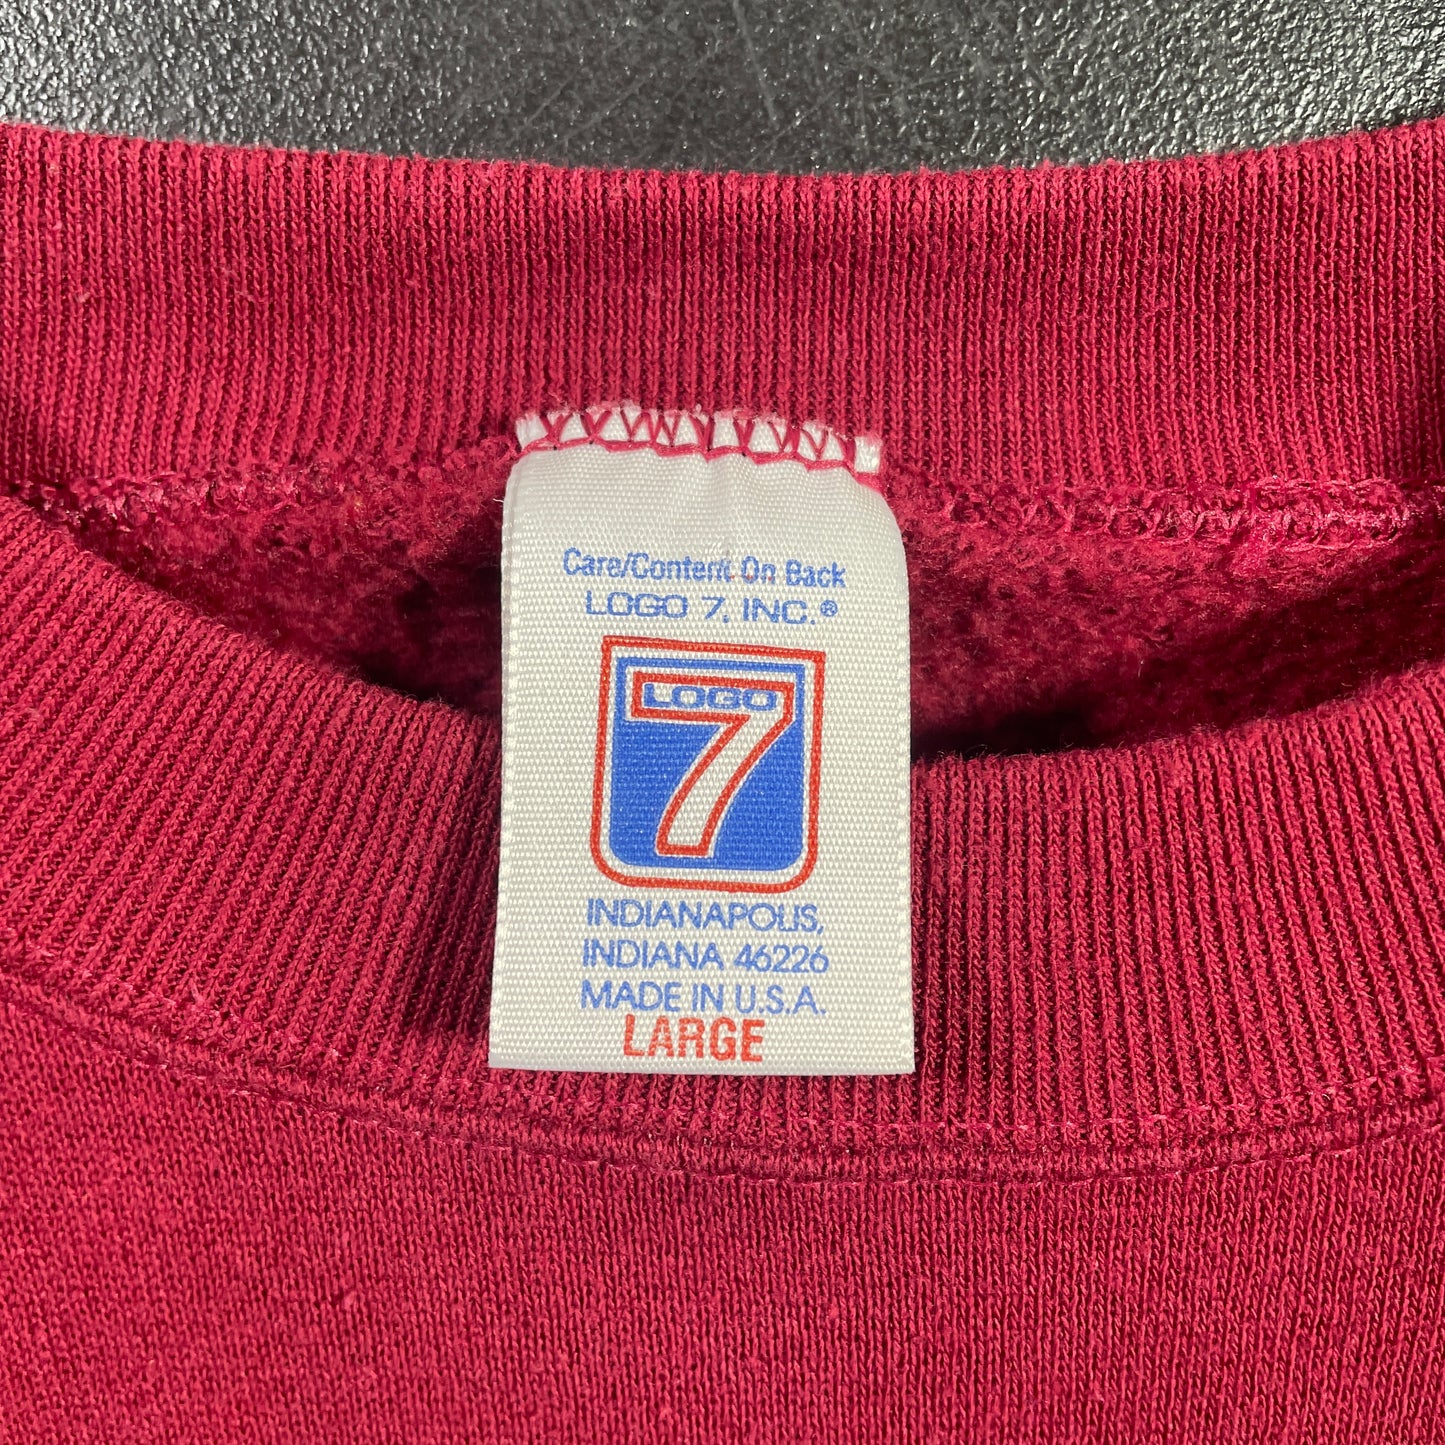 Care/Content On Back
LOGO 7, INC.®
LOGO
7
INDIANAPOLIS,
INDIANA 46226
MADE IN U.S.A.
LARGE